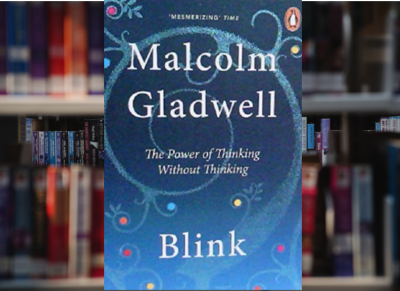 'MESMERIZING' TIME
Malcolm
Gladwell
The Power of Thinking
Without Thinking
Blink